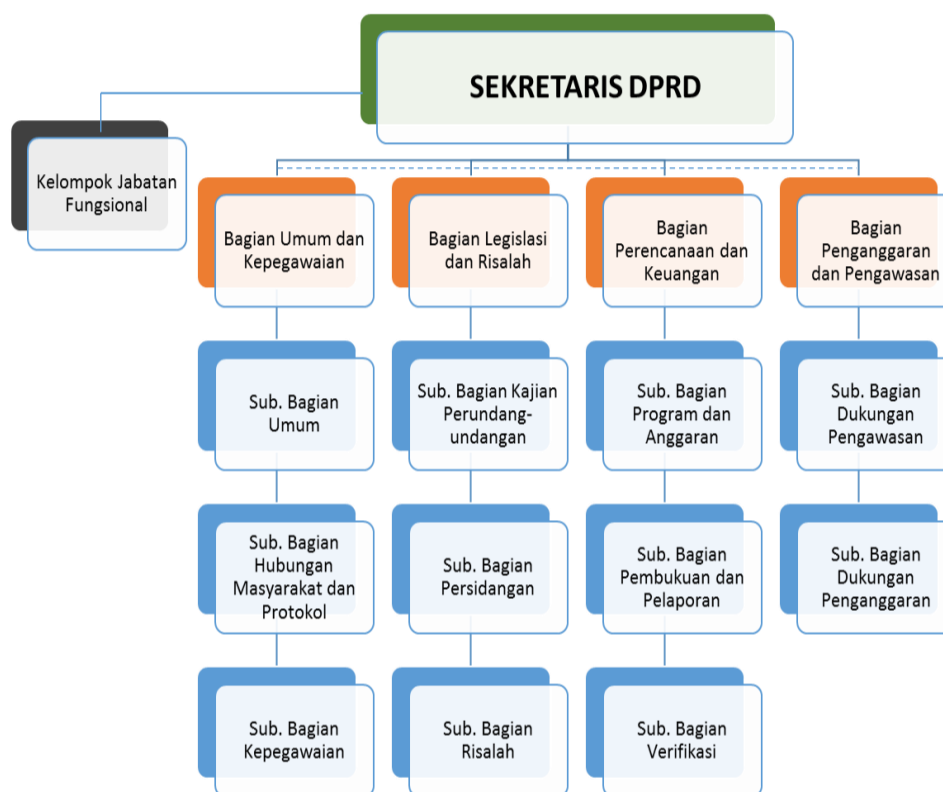 SEKRETARIS DPRD
Kelompok Jabatan
Fungsional
Bagian Umum dan
Kepegawaian
Bagian Legislasi
dan Risalah
Bagian
Perencanaan dan
Keuangan
Bagian
Penganggaran
dan Pengawasan
Sub. Bagian
Umum
Sub. Bagian Kajian
Perundang-
undangan
Sub. Bagian
Program dan
Anggaran
Sub. Bagian
Dukungan
Pengawasan
Sub. Bagian
Hubungan
Masyarakat dan
Protokol
Sub. Bagian
Persidangan
Sub. Bagian
Pembukuan dan
Pelaporan
Sub. Bagian
Dukungan
Penganggaran
Sub. Bagian
Kepegawaian
Sub. Bagian
Risalah
Sub. Bagian
Verifikasi